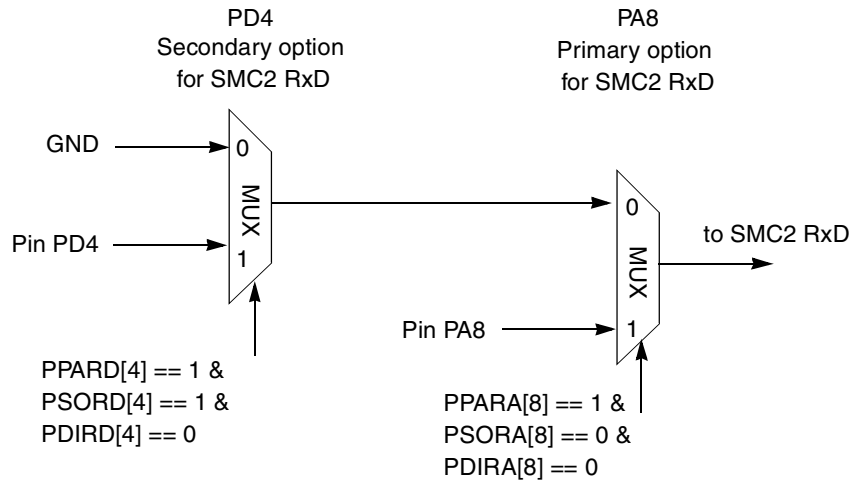 PD4
Secondary option
for SMC2 RxD
PA8
Primary option
for SMC2 RxD
GND
0
MUX
Pin PD4
1
0
to SMC2 RxD
MUX
Pin PA8
1
PPARD[4] == 1 &
PSORD[4] == 1 &
PDIRD[4] == 0
PPARA[8] == 1 &
PSORA[8] == 0 &
PDIRA[8] == 0